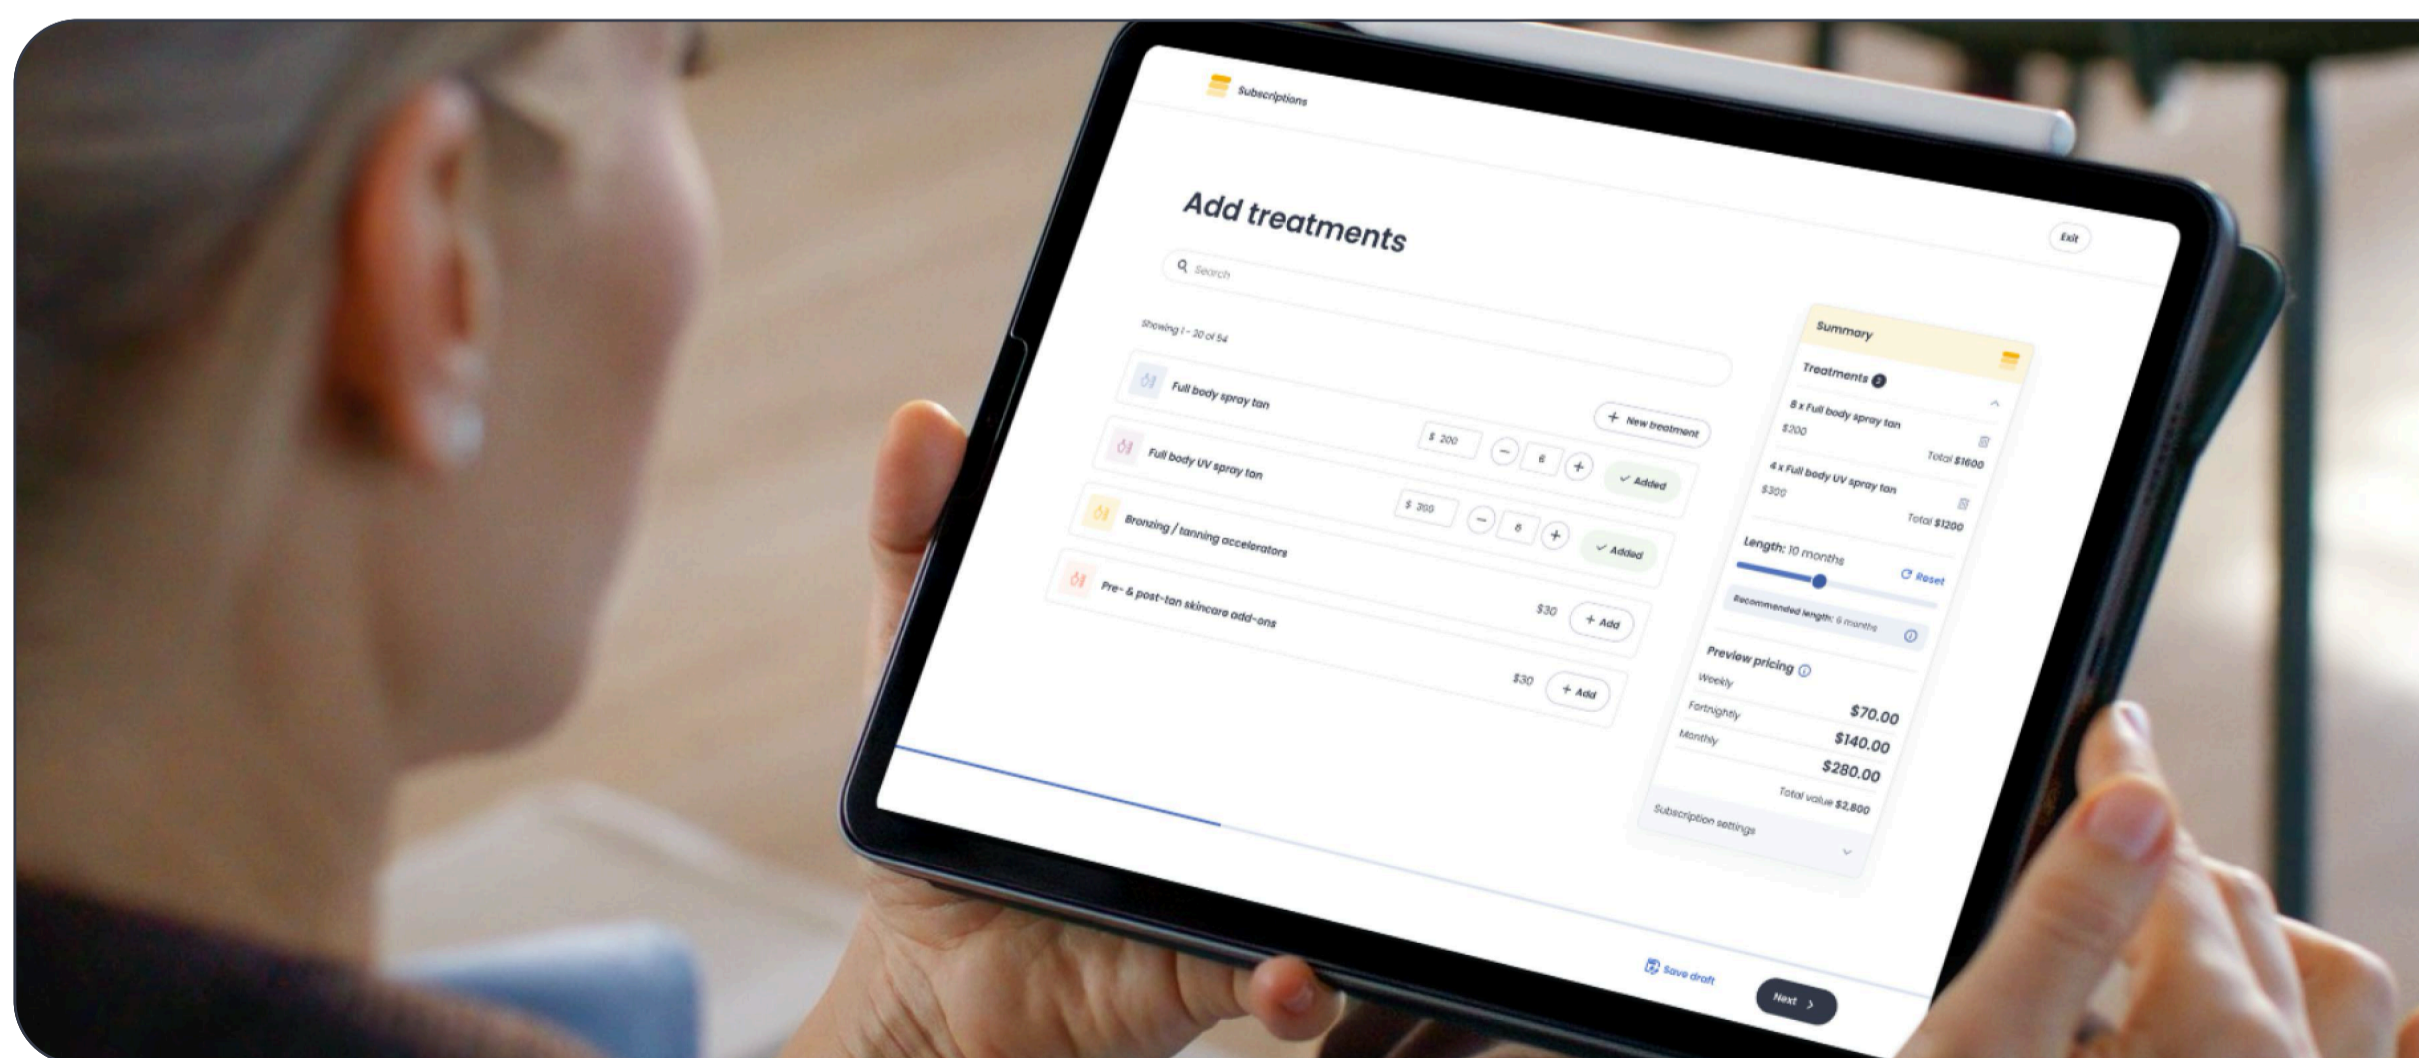 Subscriptions
Exit
Add treatments
Search
Showing 1 - 20 of 54
+ New treatment
Full body spray tan
$ 200
6
Added
Full body UV spray tan
$ 300
6
Added
Bronzing / tanning accelerators
$30
+ Add
Pre- & post-tan skincare add-ons
$30
+ Add
Summary
Treatments 2
8 x Full body spray tan
$200
Total $1600
4 x Full body UV spray tan
$300
Total $1200
Length: 10 months
Reset
Recommended length: 6 months
Preview pricing
Weekly
$70.00
Fortnightly
$140.00
Monthly
$280.00
Total value $2,800
Subscription settings
Save draft
Next